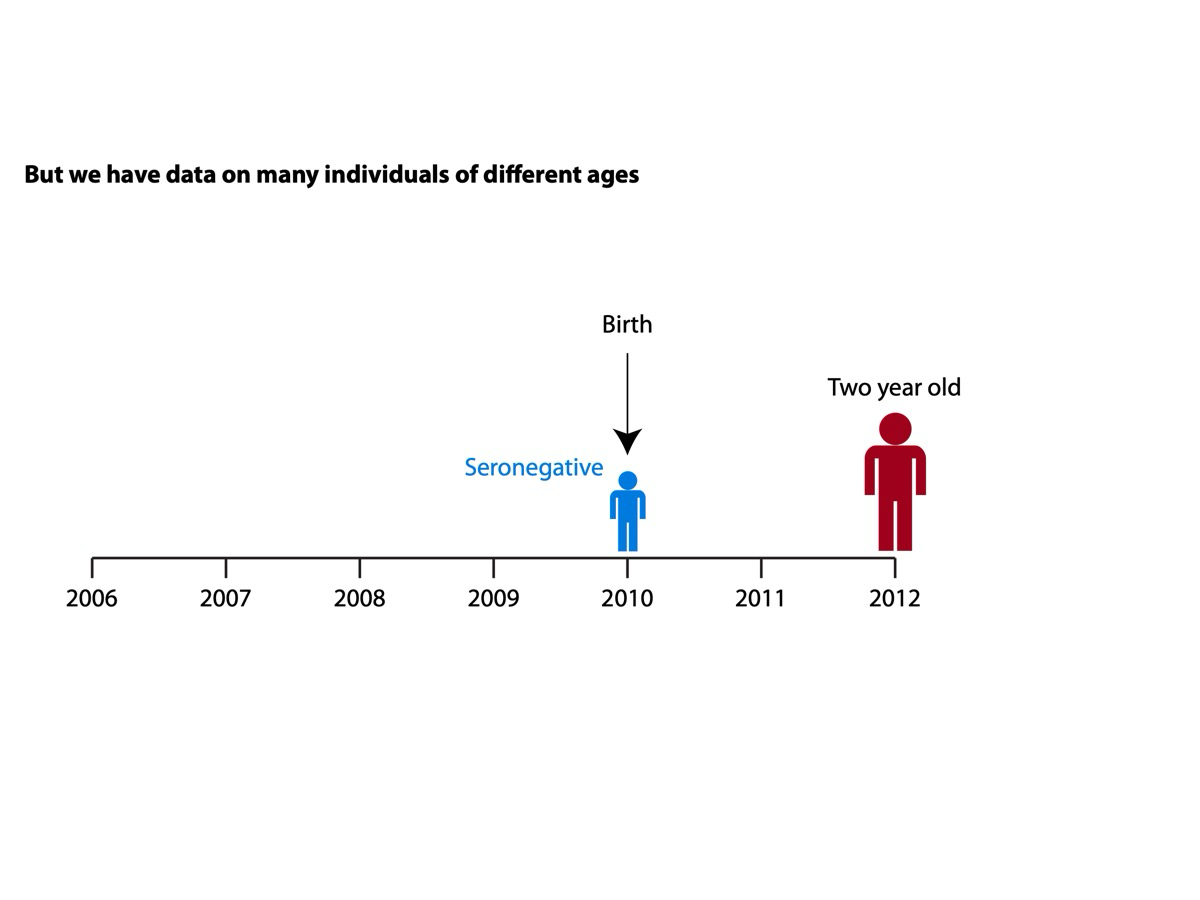 But we have data on many individuals of different ages
Birth
Two year old
Seronegative
2006 2007 2008 2009 2010 2011 2012